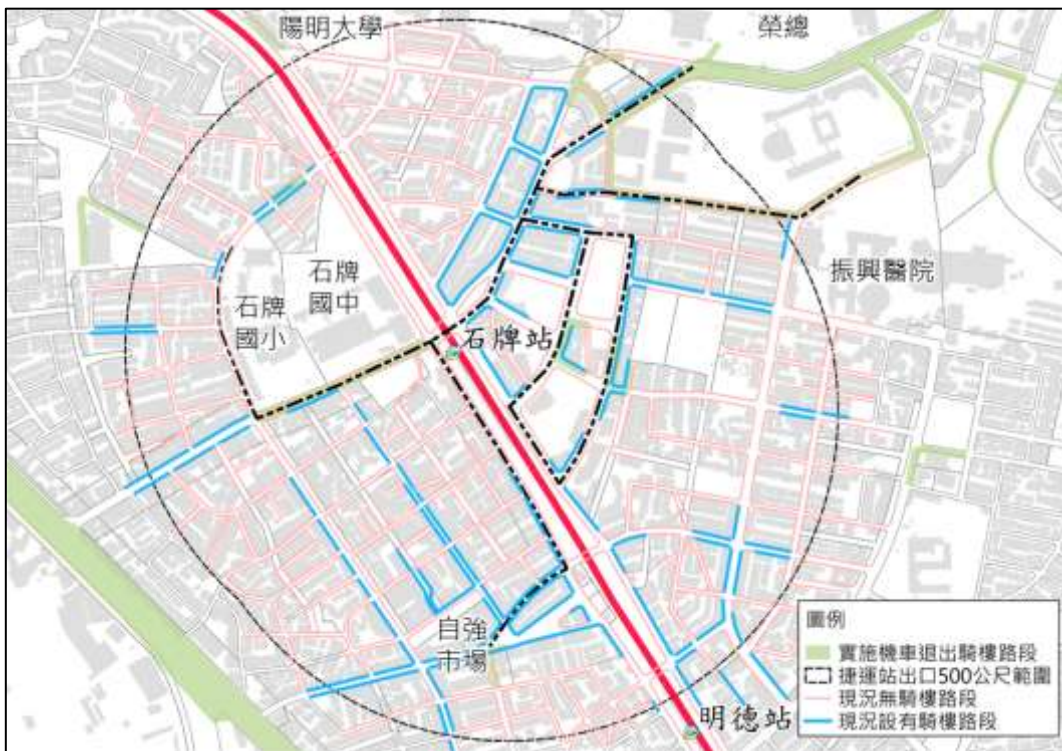 陽明大學
榮總
石牌
國中
石牌
國小
振興醫院
石牌站
自強
市場
明德站
圖例
實施機車退出騎樓路段
捷運站出口500公尺範圍
現況無騎樓路段
現況設有騎樓路段